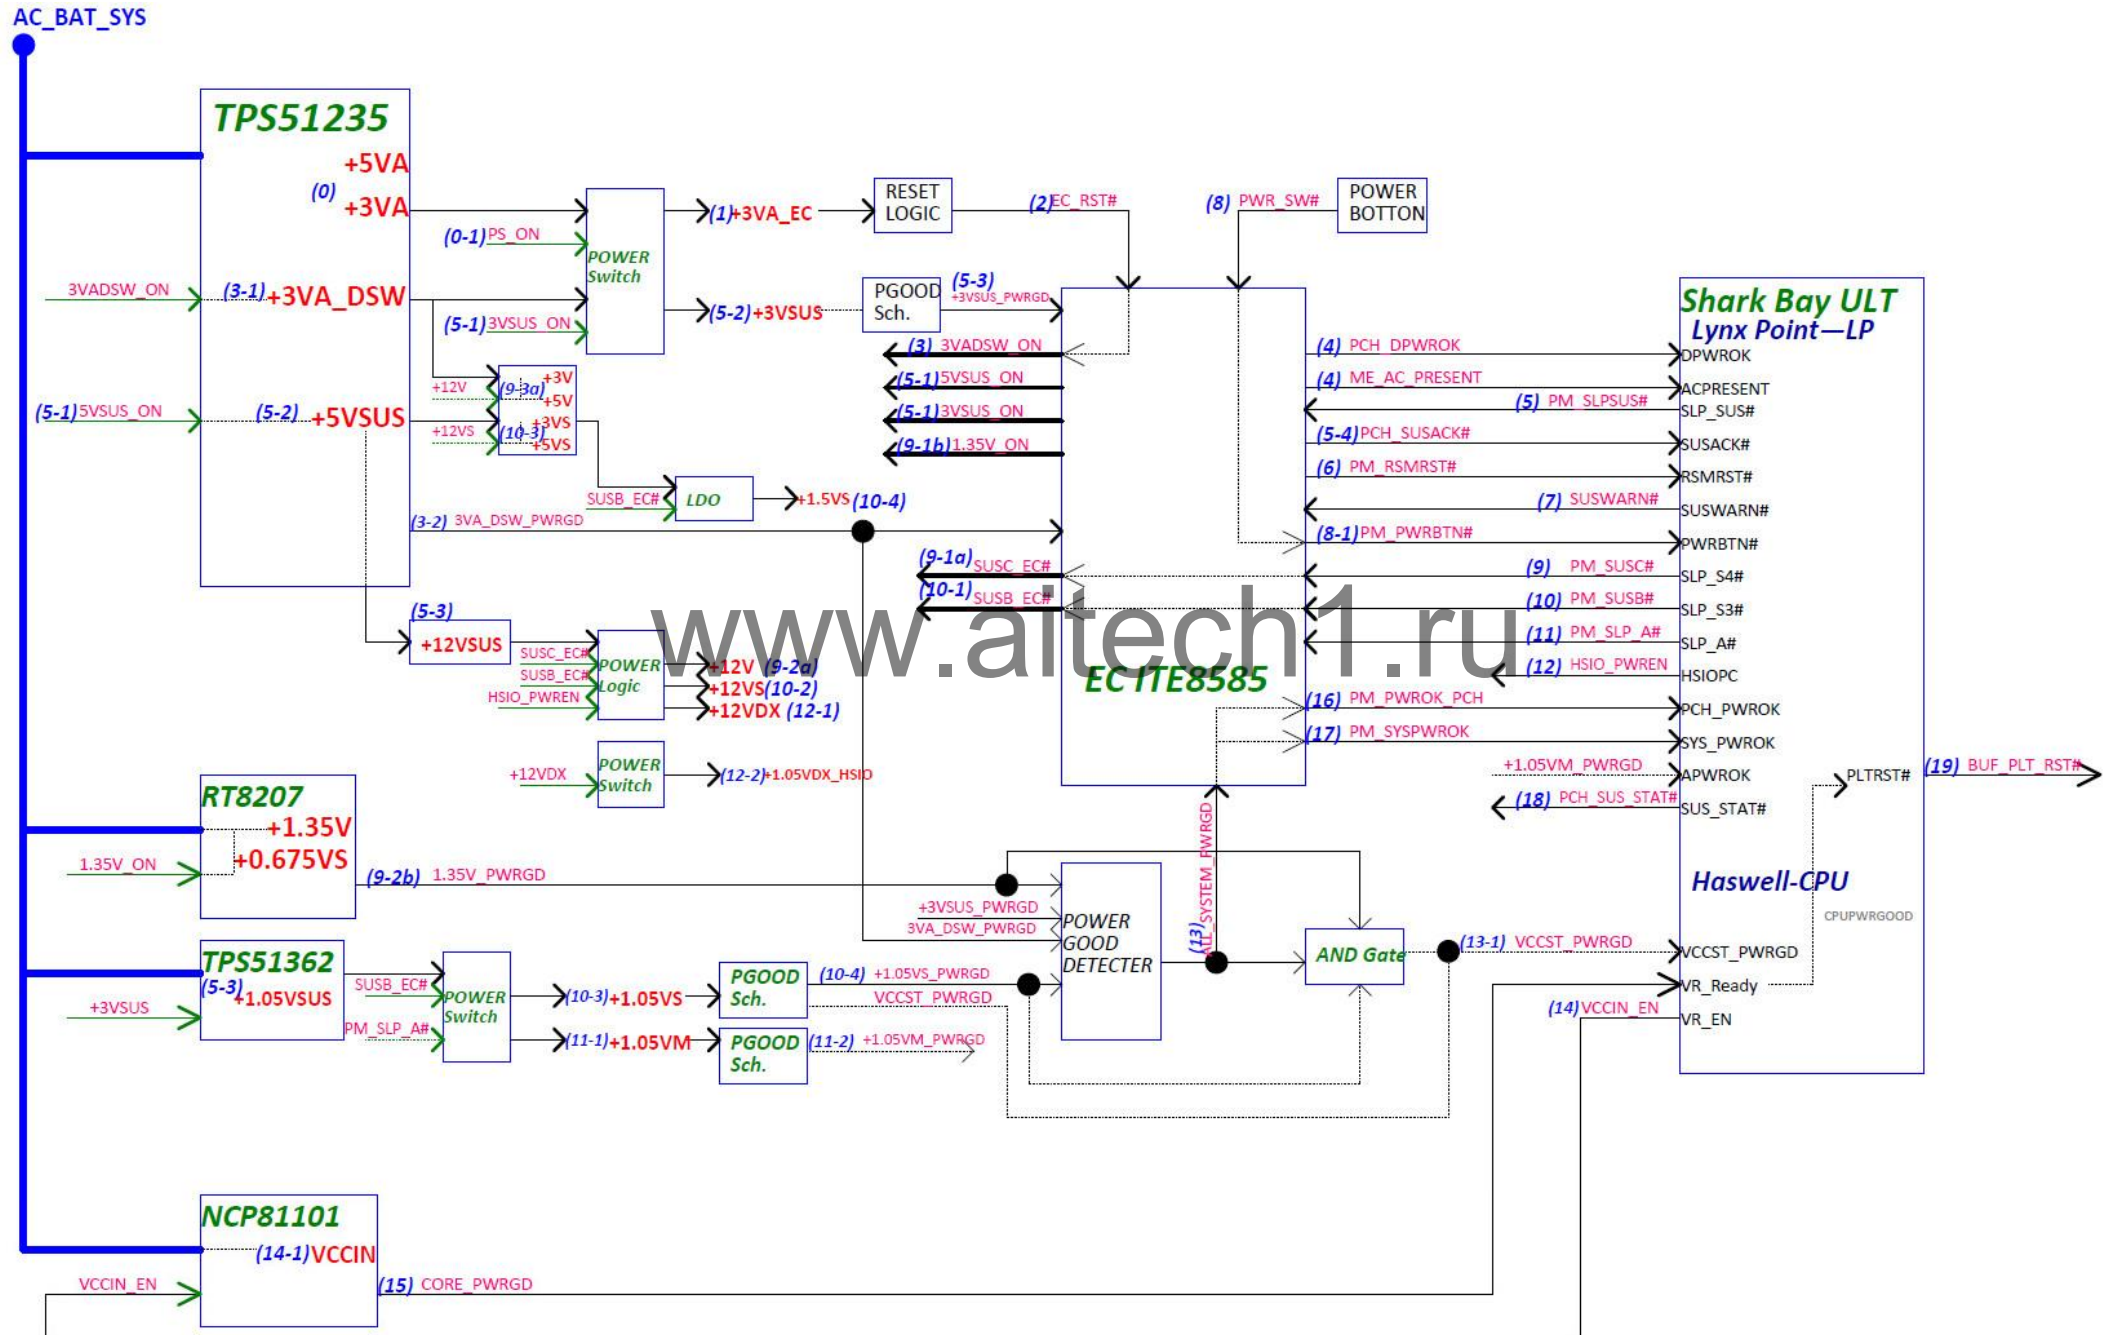 AC_BAT_SYS
TPS51235
+5VA
(0)
+3VA
(0-1) PS_ON
POWER
Switch
(1) +3VA_EC
RESET
LOGIC
(2) EC_RST#
(8) PWR_SW#
POWER
BOTTON
3VADSW_ON
(3-1) +3VA_DSW
(5-1) 3VSUS_ON
(5-2) +3VSUS
PGOOD
Sch.
(5-3)
+3VSUS_PWRGD
(3) 3VADSW_ON
(5-1) 5VSUS_ON
(5-1) 3VSUS_ON
(9-1b) 1.35V_ON
(5-1) 5VSUS_ON
(5-2) +5VSUS
+12V
(9-3a)
+3V
+5V
+12VS
(10-3)
+3VS
+5VS
SUSB_EC#
LDO
+1.5VS (10-4)
(3-2) 3VA_DSW_PWRGD
(9-1a) SUSC_EC#
(10-1) SUSB_EC#
(5-3)
+12VSUS
SUSC_EC#
SUSB_EC#
HSIO_PWREN
POWER
Logic
+12V (9-2a)
+12VS (10-2)
+12VDX (12-1)
+12VDX
POWER
Switch
(12-2) +1.05VDX_HSIO
www.aitech1.ru
EC ITE8585
Shark Bay ULT
Lynx Point—LP
(4) PCH_DPWROK
DPWROK
(4) ME_AC_PRESENT
ACPRESENT
(5) PM_SLPSUS#
SLP_SUS#
(5-4) PCH_SUSACK#
SUSACK#
(6) PM_RSMRST#
RSMRST#
(7) SUSWARN#
SUSWARN#
(8-1) PM_PWRBTN#
PWRBTN#
(9) PM_SUSC#
SLP_S4#
(10) PM_SUSB#
SLP_S3#
(11) PM_SLP_A#
SLP_A#
(12) HSIO_PWREN
HSIOPC
(16) PM_PWROK_PCH
PCH_PWROK
(17) PM_SYSPWROK
SYS_PWROK
+1.05VM_PWRGD
APWROK
PLTRST#
(19) BUF_PLT_RST#
(18) PCH_SUS_STAT#
SUS_STAT#
RT8207
+1.35V
+0.675VS
1.35V_ON
(9-2b) 1.35V_PWRGD
+3VSUS_PWRGD
3VA_DSW_PWRGD
POWER
GOOD
DETECTER
(13) ALL_SYSTEM_PWRGD
AND Gate
Haswell-CPU
CPUPWRGOOD
(13-1) VCCST_PWRGD
VCCST_PWRGD
VR_Ready
(14) VCCIN_EN
VR_EN
TPS51362
(5-3)
+1.05VSUS
+3VSUS
SUSB_EC#
PM_SLP_A#
POWER
Switch
(10-3) +1.05VS
(11-1) +1.05VM
PGOOD
Sch.
(10-4) +1.05VS_PWRGD
VCCST_PWRGD
PGOOD
Sch.
(11-2) +1.05VM_PWRGD
NCP81101
(14-1) VCCIN
VCCIN_EN
(15) CORE_PWRGD